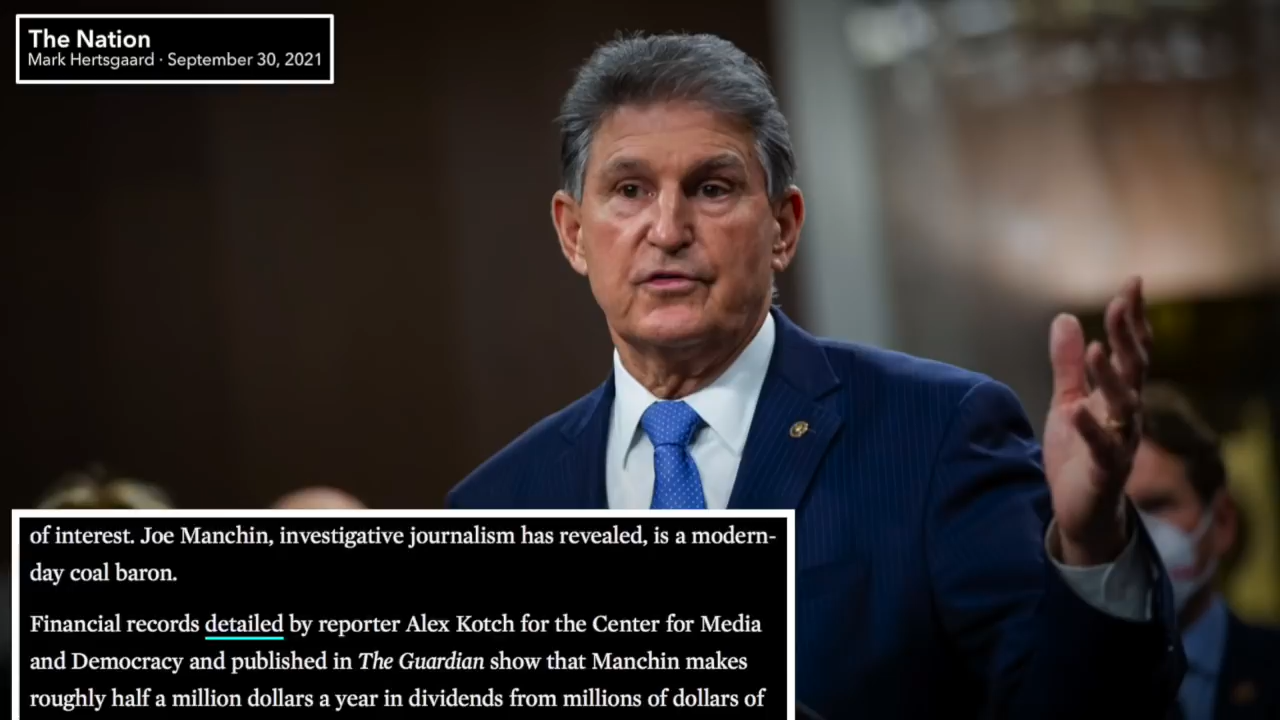 The Nation
Mark Hertsgaard · September 30, 2021
of interest. Joe Manchin, investigative journalism has revealed, is a modern-
day coal baron.
Financial records detailed by reporter Alex Kotch for the Center for Media
and Democracy and published in The Guardian show that Manchin makes
roughly half a million dollars a year in dividends from millions of dollars of